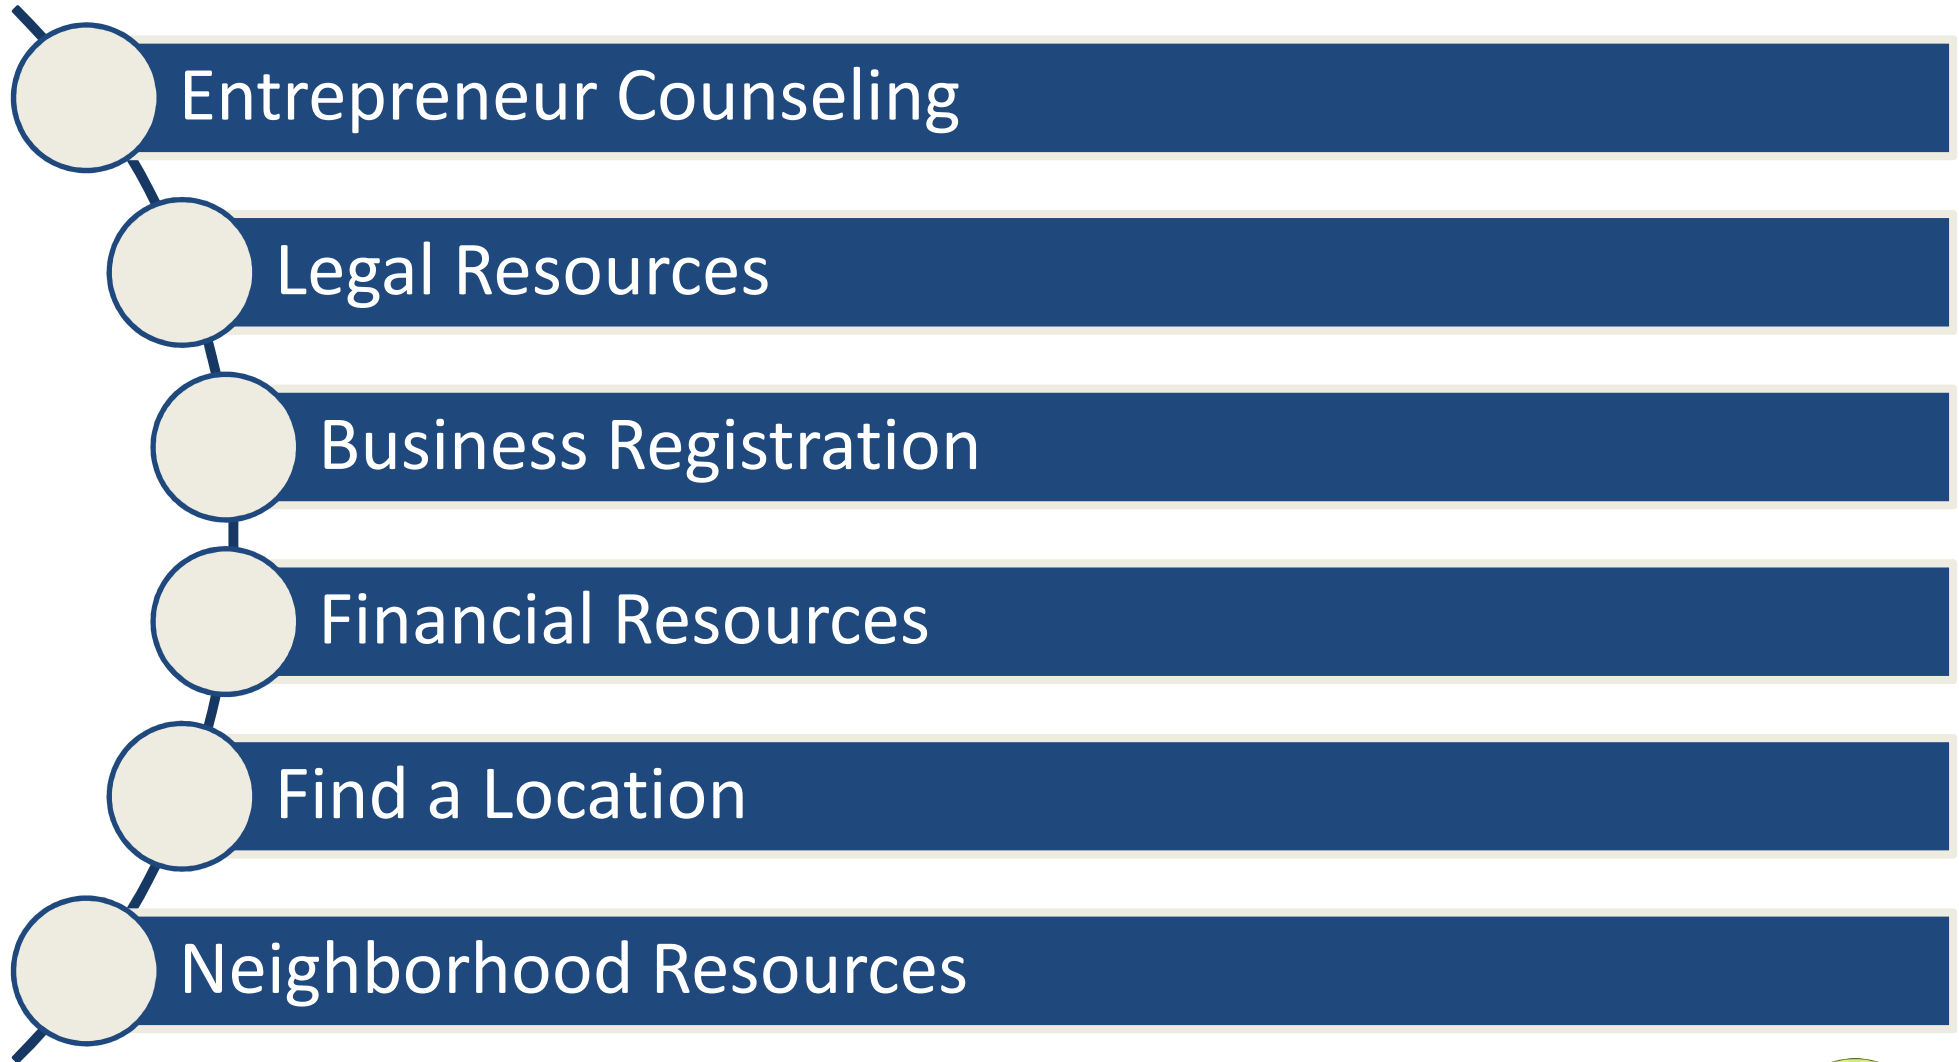 Entrepreneur Counseling
Legal Resources
Business Registration
Financial Resources
Find a Location
Neighborhood Resources